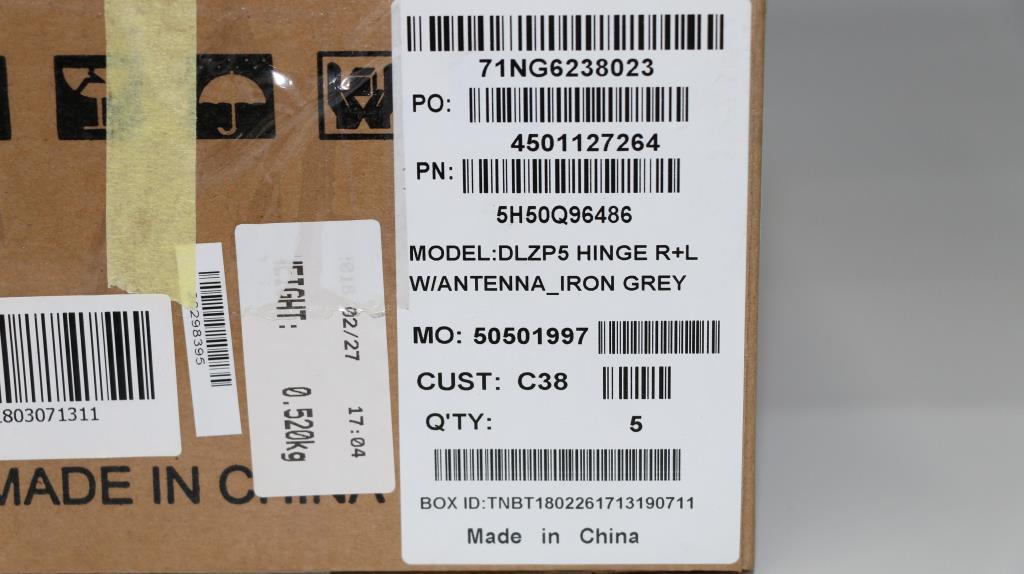 71NG6238023
PO:
4501127264
PN:
5H50Q96486
MODEL:DLZP5 HINGE R+L
W/ANTENNA_IRON GREY
MO: 50501997
CUST: C38
Q'TY: 5
BOX ID:TNBT1802261713190711
Made in China
02/27 17:04
WEIGHT: 0.520kg
298395
1803071311
MADE IN CHINA